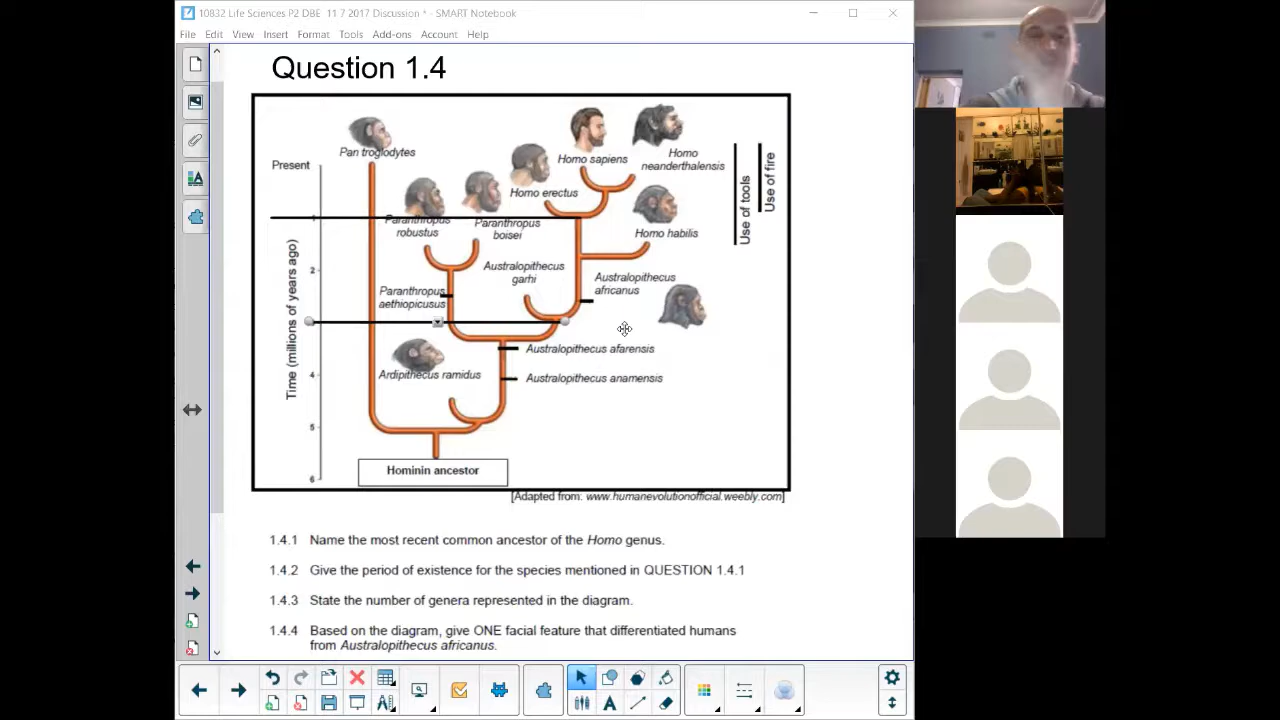 10832 Life Sciences P2 DBE 11 7 2017 Discussion * - SMART Notebook
File Edit View Insert Format Tools Add-ons Account Help
Question 1.4
Pan troglodytes
Present
Homo sapiens
Homo
neanderthalensis
Homo erectus
Use of tools
Use of fire
1
Paranthropus
robustus
Paranthropus
boisei
Homo habilis
Time (millions of years ago)
2
Australopithecus
garhi
Australopithecus
africanus
Paranthropus
aethiopicusus
Australopithecus afarensis
Ardipithecus ramidus
4
Australopithecus anamensis
5
Hominin ancestor
6
[Adapted from: www.humanevolutionofficial.weebly.com]
1.4.1 Name the most recent common ancestor of the Homo genus.
1.4.2 Give the period of existence for the species mentioned in QUESTION 1.4.1
1.4.3 State the number of genera represented in the diagram.
1.4.4 Based on the diagram, give ONE facial feature that differentiated humans
from Australopithecus africanus.